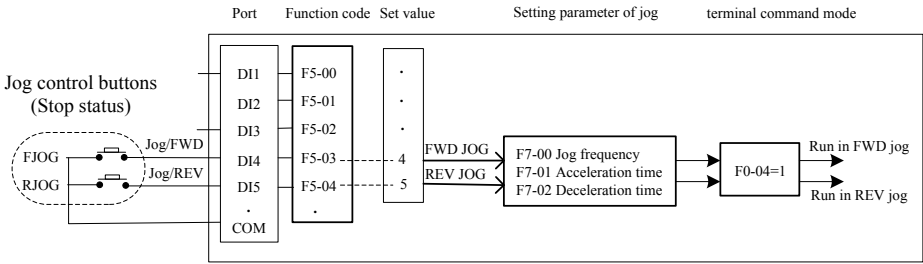 Port Function code Set value Setting parameter of jog terminal command mode
Jog control buttons
(Stop status)
FJOG
RJOG
Jog/FWD
Jog/REV
DI1
DI2
DI3
DI4
DI5
.
COM
F5-00
F5-01
F5-02
F5-03
F5-04
.
.
.
.
4
5
FWD JOG
REV JOG
F7-00 Jog frequency
F7-01 Acceleration time
F7-02 Deceleration time
F0-04=1
Run in FWD jog
Run in REV jog